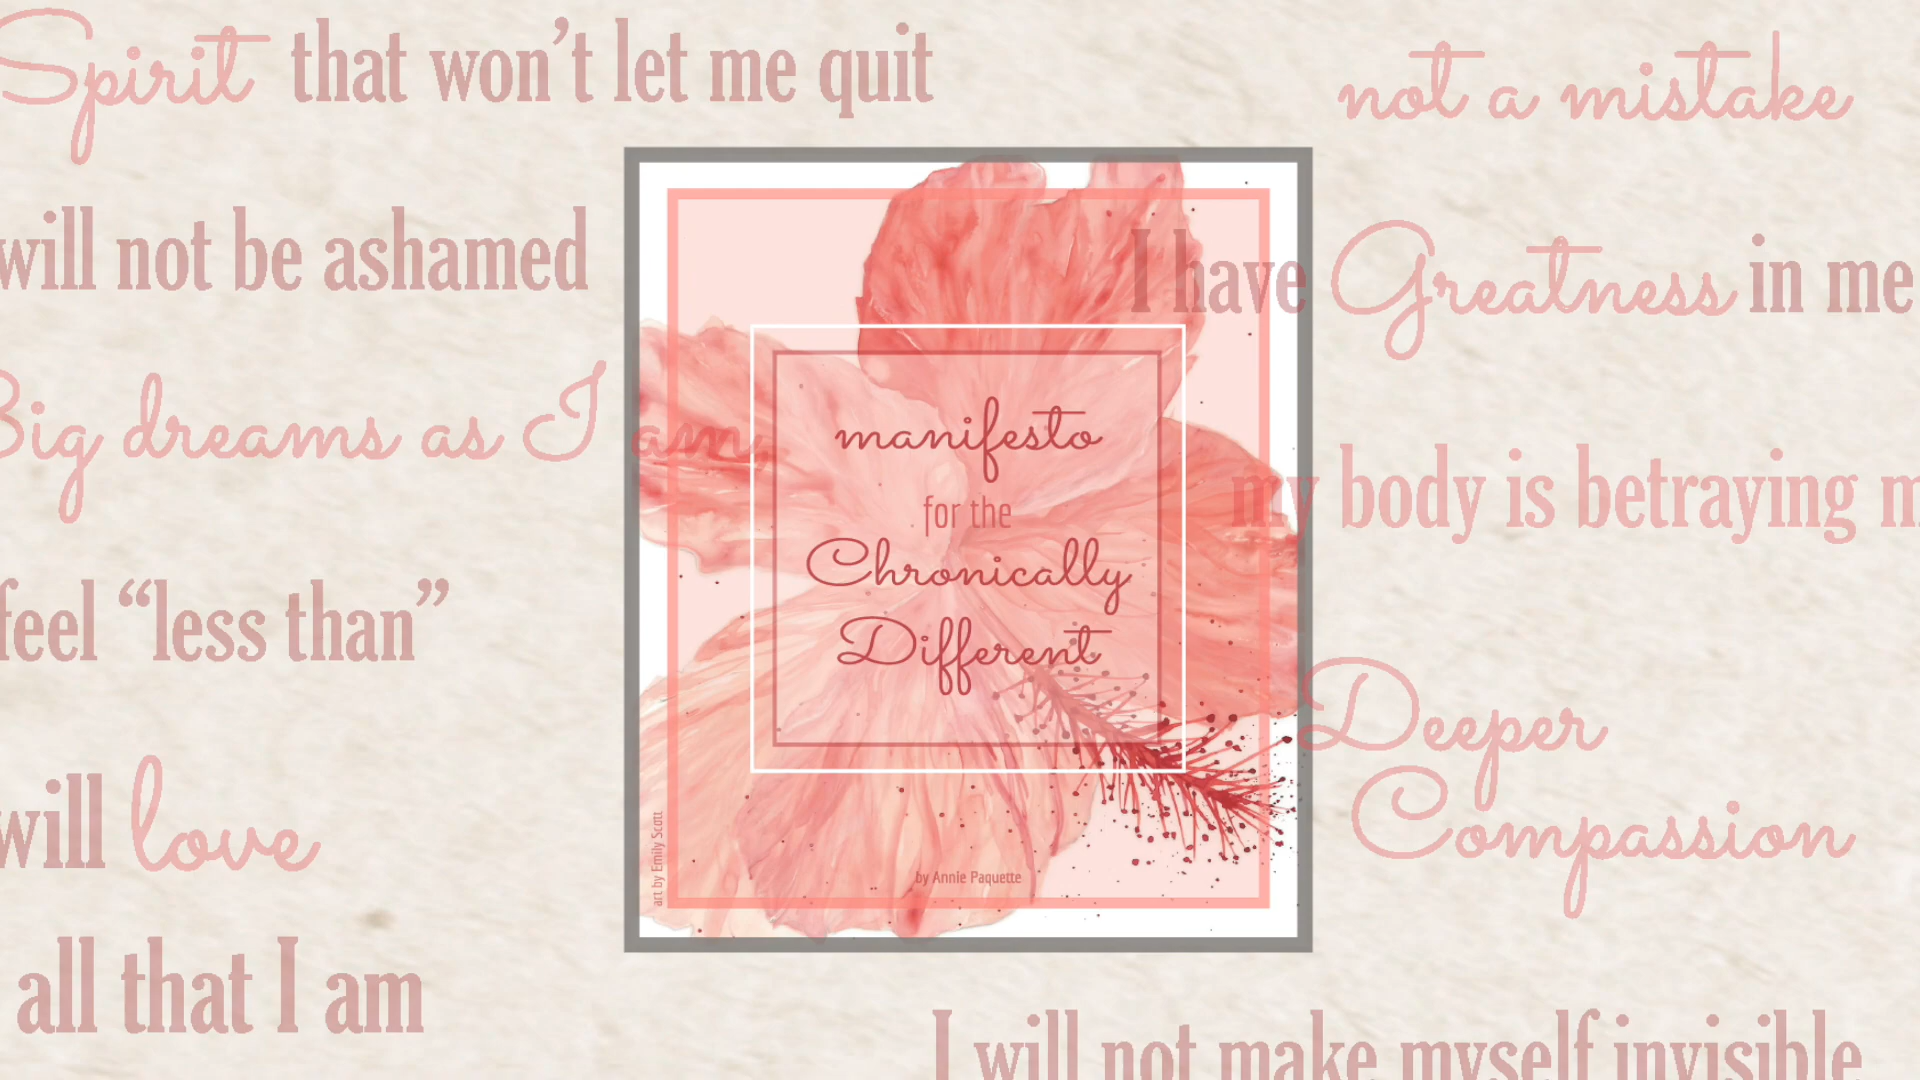 Spirit that won’t let me quit
not a mistake
will not be ashamed
I have Greatness in me
Big dreams as I am,
my body is betraying
feel “less than”
Deeper
Compassion
will love
all that I am
I will not make myself invisible
manifesto
for the
Chronically
Different
by Annie Paquette
art by Emily Scott